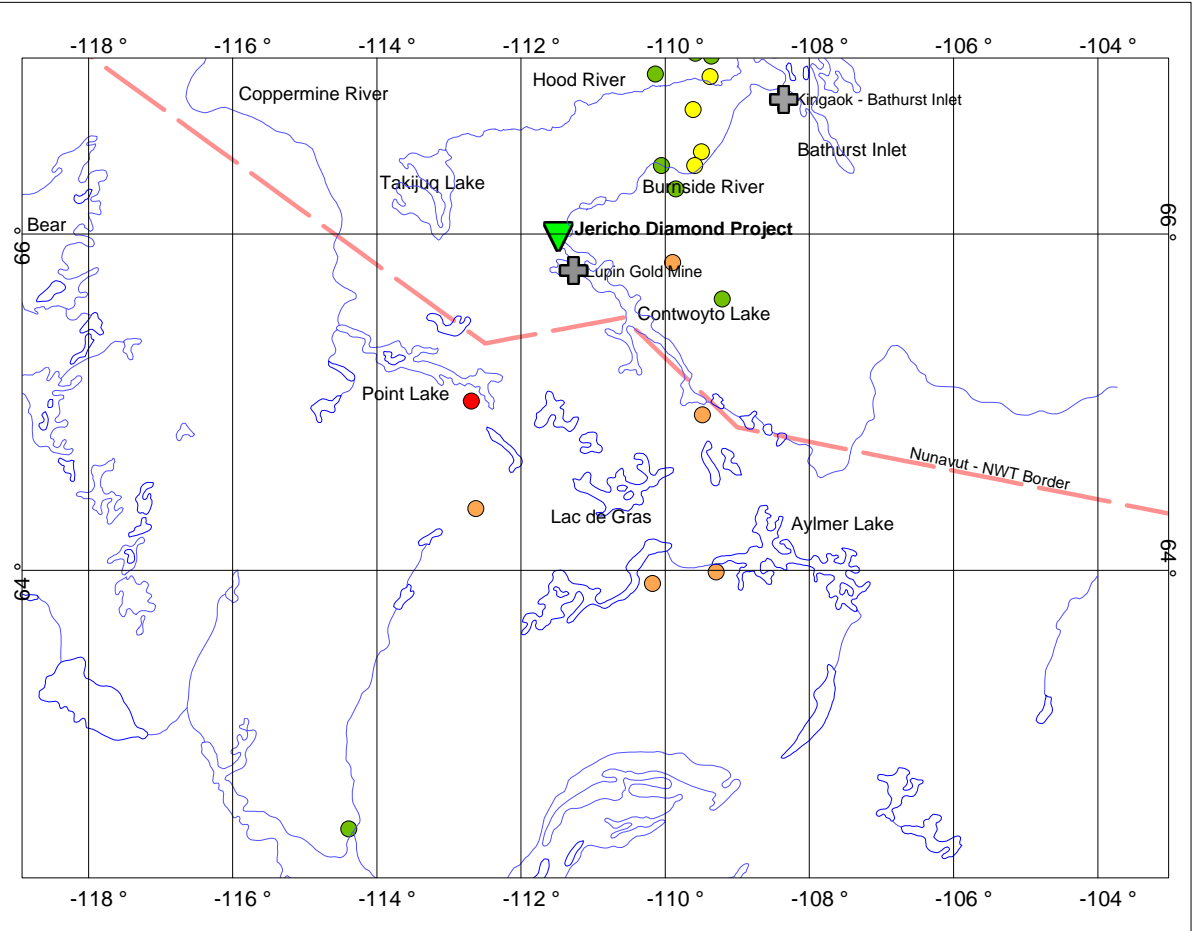 -118 ° -116 ° -114 ° -112 ° -110 ° -108 ° -106 ° -104 °
Hood River
Coppermine River
Kingaok - Bathurst Inlet
Bathurst Inlet
Takijuq Lake
Burnside River
Bear
Jericho Diamond Project
66 ° 66 °
Lupin Gold Mine
Contwoyto Lake
Point Lake
Nunavut - NWT Border
Lac de Gras
Aylmer Lake
64 ° 64 °
-118 ° -116 ° -114 ° -112 ° -110 ° -108 ° -106 ° -104 °